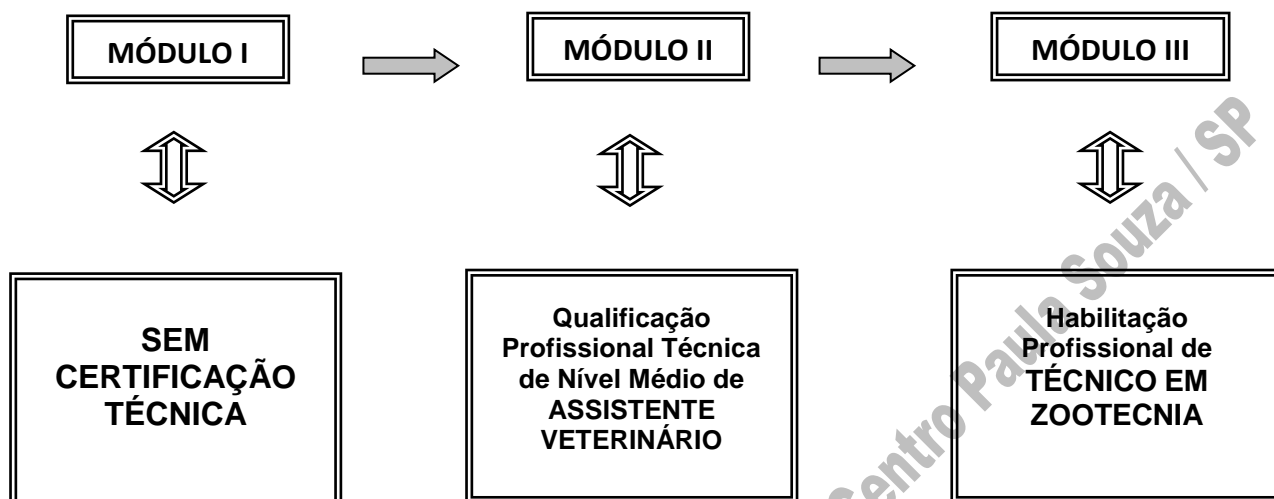 MÓDULO I
MÓDULO II
MÓDULO III
SEM
CERTIFICAÇÃO
TÉCNICA
Qualificação
Profissional Técnica
de Nível Médio de
ASSISTENTE
VETERINÁRIO
Habilitação
Profissional de
TÉCNICO EM
ZOOTECNIA
Centro Paula Souza / SP